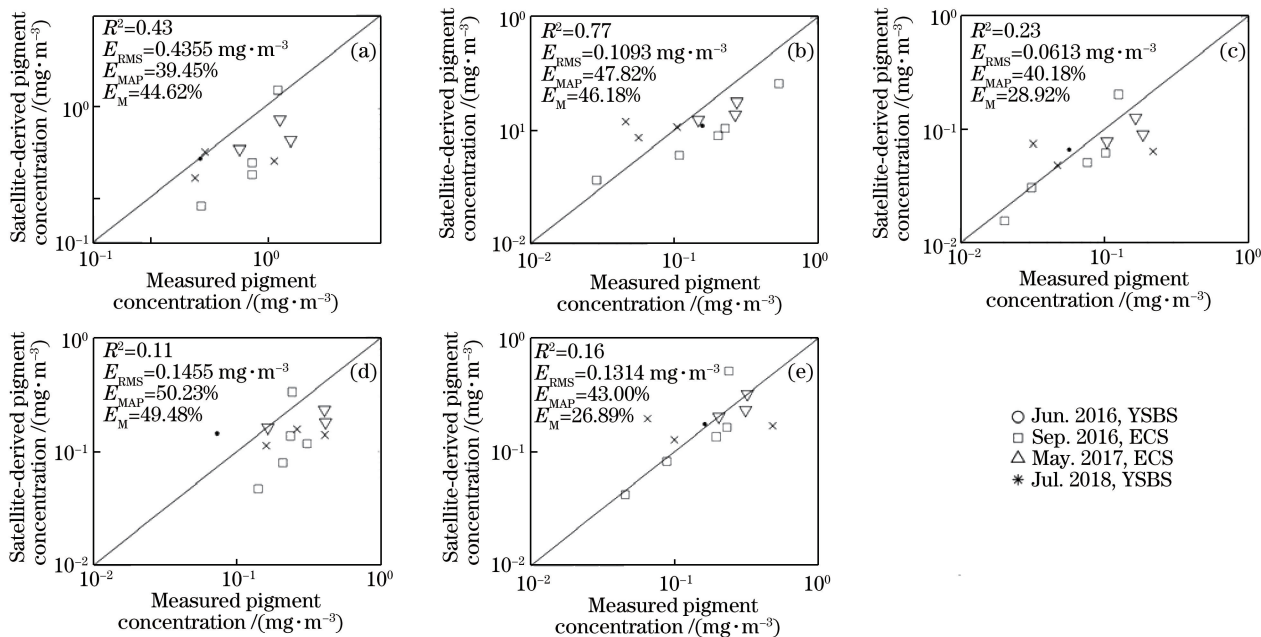 R²=0.43
E_RMS=0.4355 mg·m⁻³
E_MAP=39.45%
E_M=44.62%
(a)
10⁰
10⁻¹
10⁻¹
10⁰
Satellite-derived pigment
concentration /(mg·m⁻³)
Measured pigment
concentration /(mg·m⁻³)
R²=0.77
E_RMS=0.1093 mg·m⁻³
E_MAP=47.82%
E_M=46.18%
(b)
10⁰
10¹
10⁻²
10⁻²
10⁻¹
10⁰
Satellite-derived pigment
concentration /(mg·m⁻³)
Measured pigment
concentration /(mg·m⁻³)
R²=0.23
E_RMS=0.0613 mg·m⁻³
E_MAP=40.18%
E_M=28.92%
(c)
10⁰
10⁻¹
10⁻²
10⁻²
10⁻¹
10⁰
Satellite-derived pigment
concentration /(mg·m⁻³)
Measured pigment
concentration /(mg·m⁻³)
R²=0.11
E_RMS=0.1455 mg·m⁻³
E_MAP=50.23%
E_M=49.48%
(d)
10⁰
10⁻¹
10⁻²
10⁻²
10⁻¹
10⁰
Satellite-derived pigment
concentration /(mg·m⁻³)
Measured pigment
concentration /(mg·m⁻³)
R²=0.16
E_RMS=0.1314 mg·m⁻³
E_MAP=43.00%
E_M=26.89%
(e)
10⁰
10⁻¹
10⁻²
10⁻²
10⁻¹
10⁰
Satellite-derived pigment
concentration /(mg·m⁻³)
Measured pigment
concentration /(mg·m⁻³)
Jun. 2016, YSBS
Sep. 2016, ECS
May. 2017, ECS
Jul. 2018, YSBS